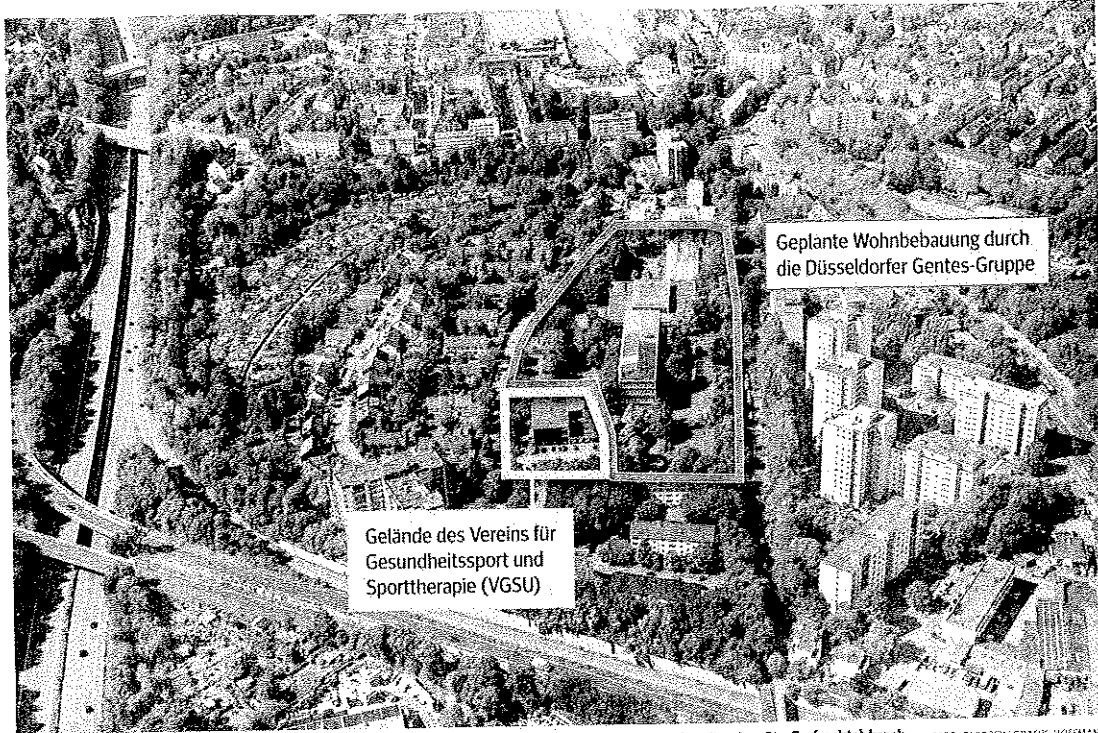 Geplante Wohnbebauung durch
die Düsseldorfer Gentes-Gruppe
Gelände des Vereins für
Gesundheitssport und
Sporttherapie (VGSU)